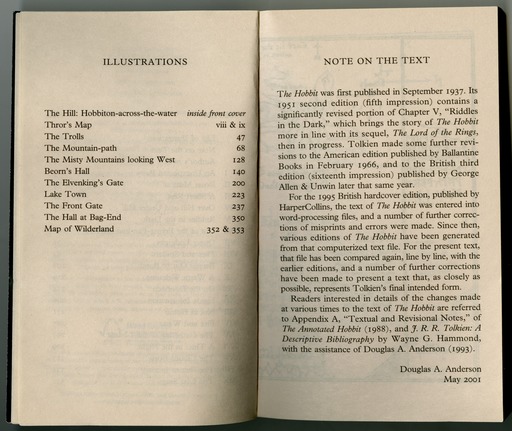 ILLUSTRATIONS
The Hill: Hobbiton-across-the-water inside front cover
Thror's Map viii & ix
The Trolls 47
The Mountain-path 68
The Misty Mountains looking West 128
Beorn's Hall 140
The Elvenking's Gate 200
Lake Town 223
The Front Gate 237
The Hall at Bag-End 350
Map of Wilderland 352 & 353
NOTE ON THE TEXT
The Hobbit was first published in September 1937. Its
1951 second edition (fifth impression) contains a
significantly revised portion of Chapter V, "Riddles
in the Dark," which brings the story of The Hobbit
more in line with its sequel, The Lord of the Rings,
then in progress. Tolkien made some further revi-
sions to the American edition published by Ballantine
Books in February 1966, and to the British third
edition (sixteenth impression) published by George
Allen & Unwin later that same year.
For the 1995 British hardcover edition, published by
HarperCollins, the text of The Hobbit was entered into
word-processing files, and a number of further correc-
tions of misprints and errors were made. Since then,
various editions of The Hobbit have been generated
from that computerized text file. For the present text,
that file has been compared again, line by line, with the
earlier editions, and a number of further corrections
have been made to present a text that, as closely as
possible, represents Tolkien's final intended form.
Readers interested in details of the changes made
at various times to the text of The Hobbit are referred
to Appendix A, "Textual and Revisional Notes," of
The Annotated Hobbit (1988), and J. R. R. Tolkien: A
Descriptive Bibliography by Wayne G. Hammond,
with the assistance of Douglas A. Anderson (1993).
Douglas A. Anderson
May 2001